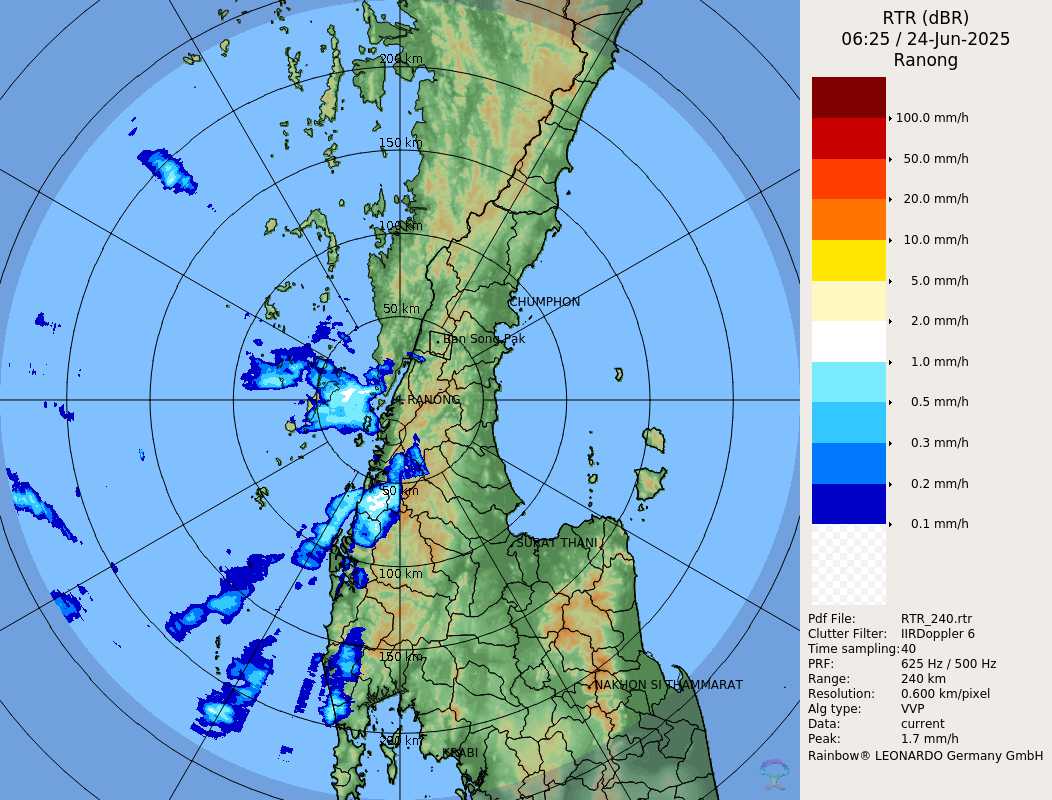 RTR (dBR)
06:25 / 24-Jun-2025
Ranong
100.0 mm/h
50.0 mm/h
20.0 mm/h
10.0 mm/h
5.0 mm/h
2.0 mm/h
1.0 mm/h
0.5 mm/h
0.3 mm/h
0.2 mm/h
0.1 mm/h
Pdf File: RTR_240.rtr
Clutter Filter: IIRDoppler 6
Time sampling:40
PRF: 625 Hz / 500 Hz
Range: 240 km
Resolution: 0.600 km/pixel
Alg type: VVP
Data: current
Peak: 1.7 mm/h
Rainbow® LEONARDO Germany GmbH
200 km
150 km
100 km
CHUMPHON
50 km
Ban Song Pak
RANONG
50 km
SURAT THANI
100 km
150 km
NAKHON SI THAMMARAT
200 km
KRABI